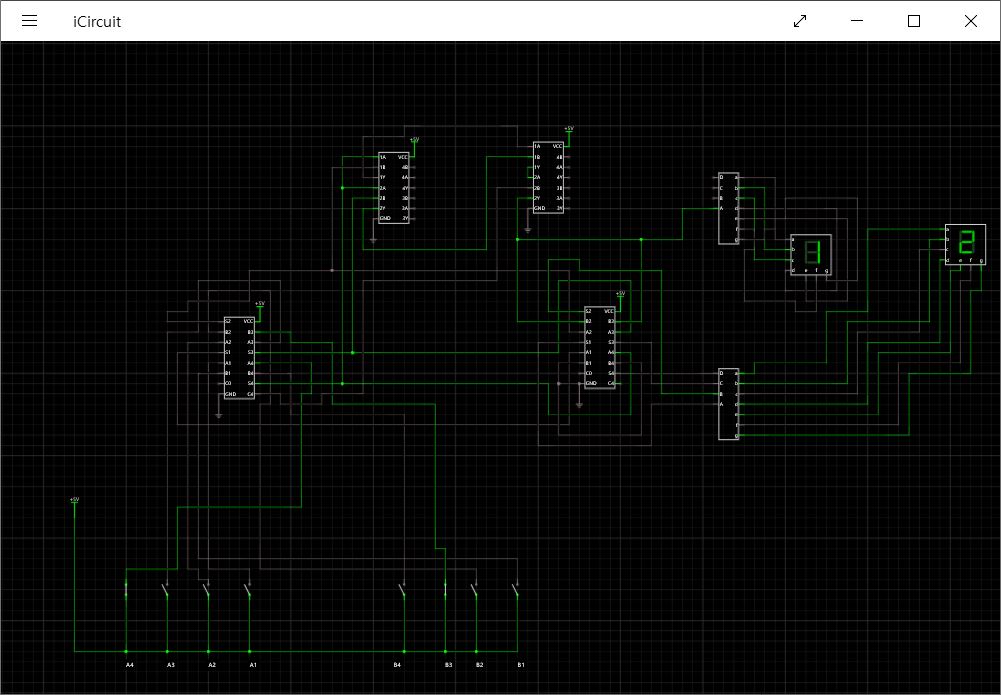 iCircuit
+5V
+5V
1A VCC
1B 4B
1Y 4A
2A 4Y
2B 3B
2Y 3A
GND 3Y
1A VCC
1B 4B
1Y 4A
2A 4Y
2B 3B
2Y 3A
GND 3Y
D a
C b
B c
A d
e
f
g
a
b
c
d e f g
1
a
b
c
d e f g
2
+5V
S2 VCC
B2 B3
A2 A3
S1 S3
A1 A4
B1 B4
C0 S4
GND C4
+5V
S2 VCC
B2 B3
A2 A3
S1 S3
A1 A4
B1 B4
C0 S4
GND C4
D a
C b
B c
A d
e
f
g
+5V
A4 A3 A2 A1 B4 B3 B2 B1